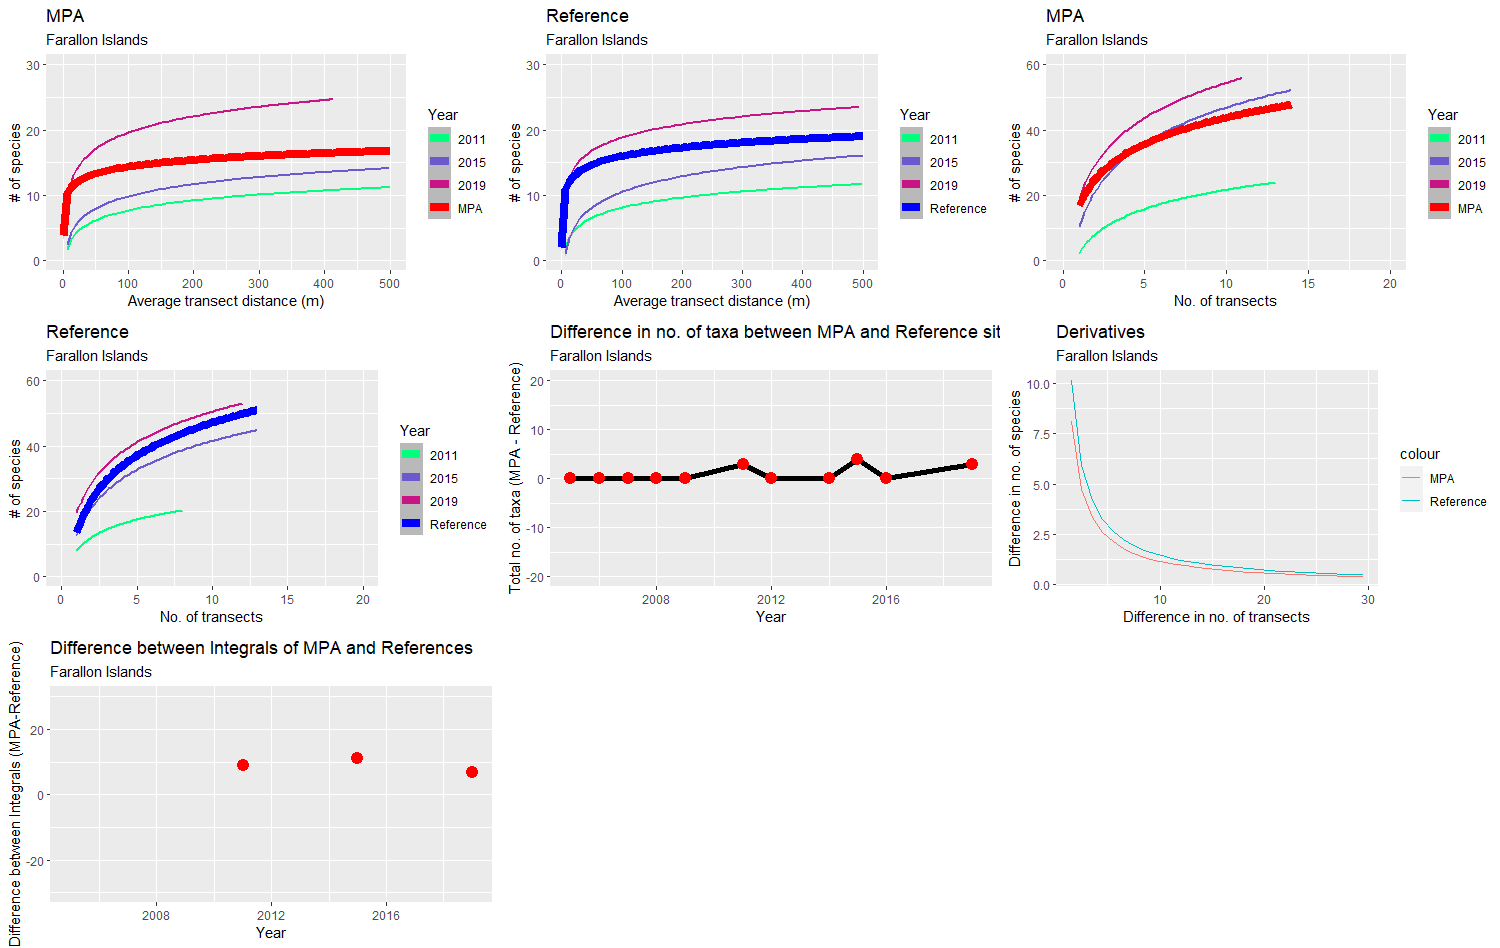 MPA
Farallon Islands
# of species
30
20
10
0
0 100 200 300 400 500
Average transect distance (m)
Year
2011
2015
2019
MPA
Reference
Farallon Islands
# of species
30
20
10
0
0 100 200 300 400 500
Average transect distance (m)
Year
2011
2015
2019
Reference
MPA
Farallon Islands
# of species
60
40
20
0
0 5 10 15 20
No. of transects
Year
2011
2015
2019
MPA
Reference
Farallon Islands
# of species
60
40
20
0
0 5 10 15 20
No. of transects
Year
2011
2015
2019
Reference
Difference in no. of taxa between MPA and Reference sit
Farallon Islands
Total no. of taxa (MPA - Reference)
20
10
0
-10
-20
2008 2012 2016
Year
Derivatives
Farallon Islands
Difference in no. of species
10.0
7.5
5.0
2.5
0.0
10 20 30
Difference in no. of transects
colour
MPA
Reference
Difference between Integrals of MPA and References
Farallon Islands
Difference between Integrals (MPA-Reference)
20
0
-20
2008 2012 2016
Year